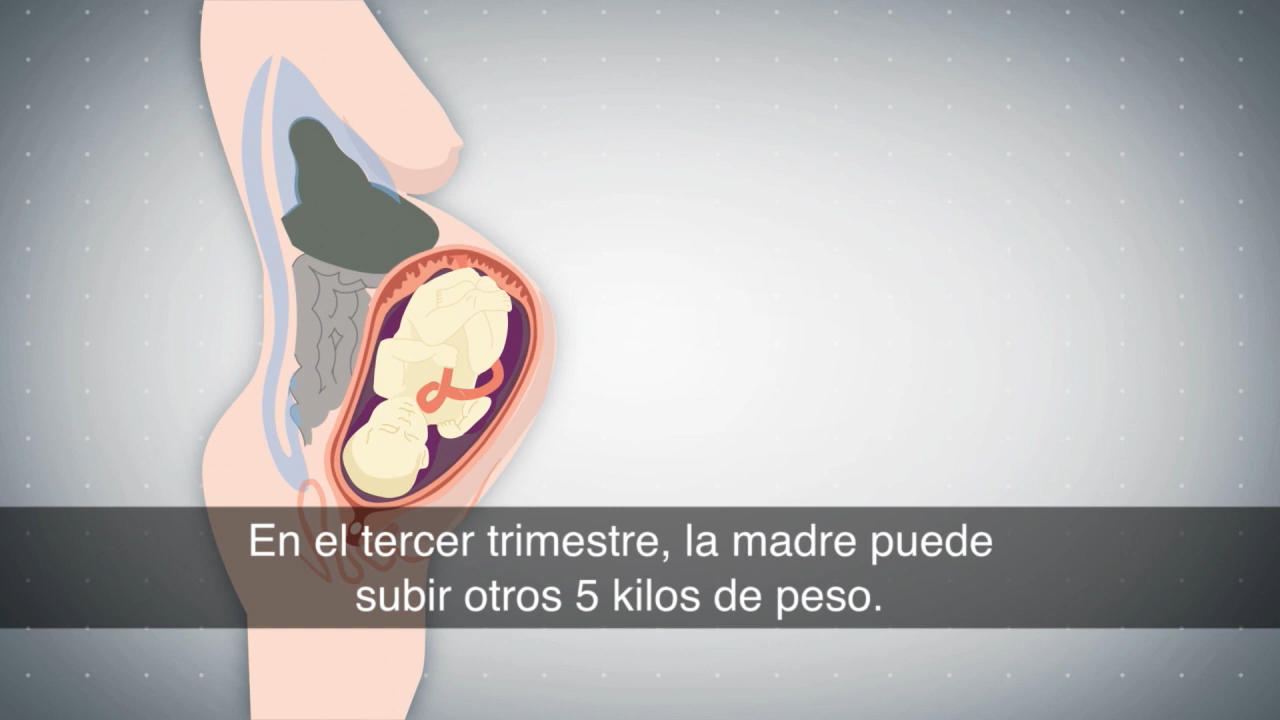 En el tercer trimestre, la madre puede
subir otros 5 kilos de peso.